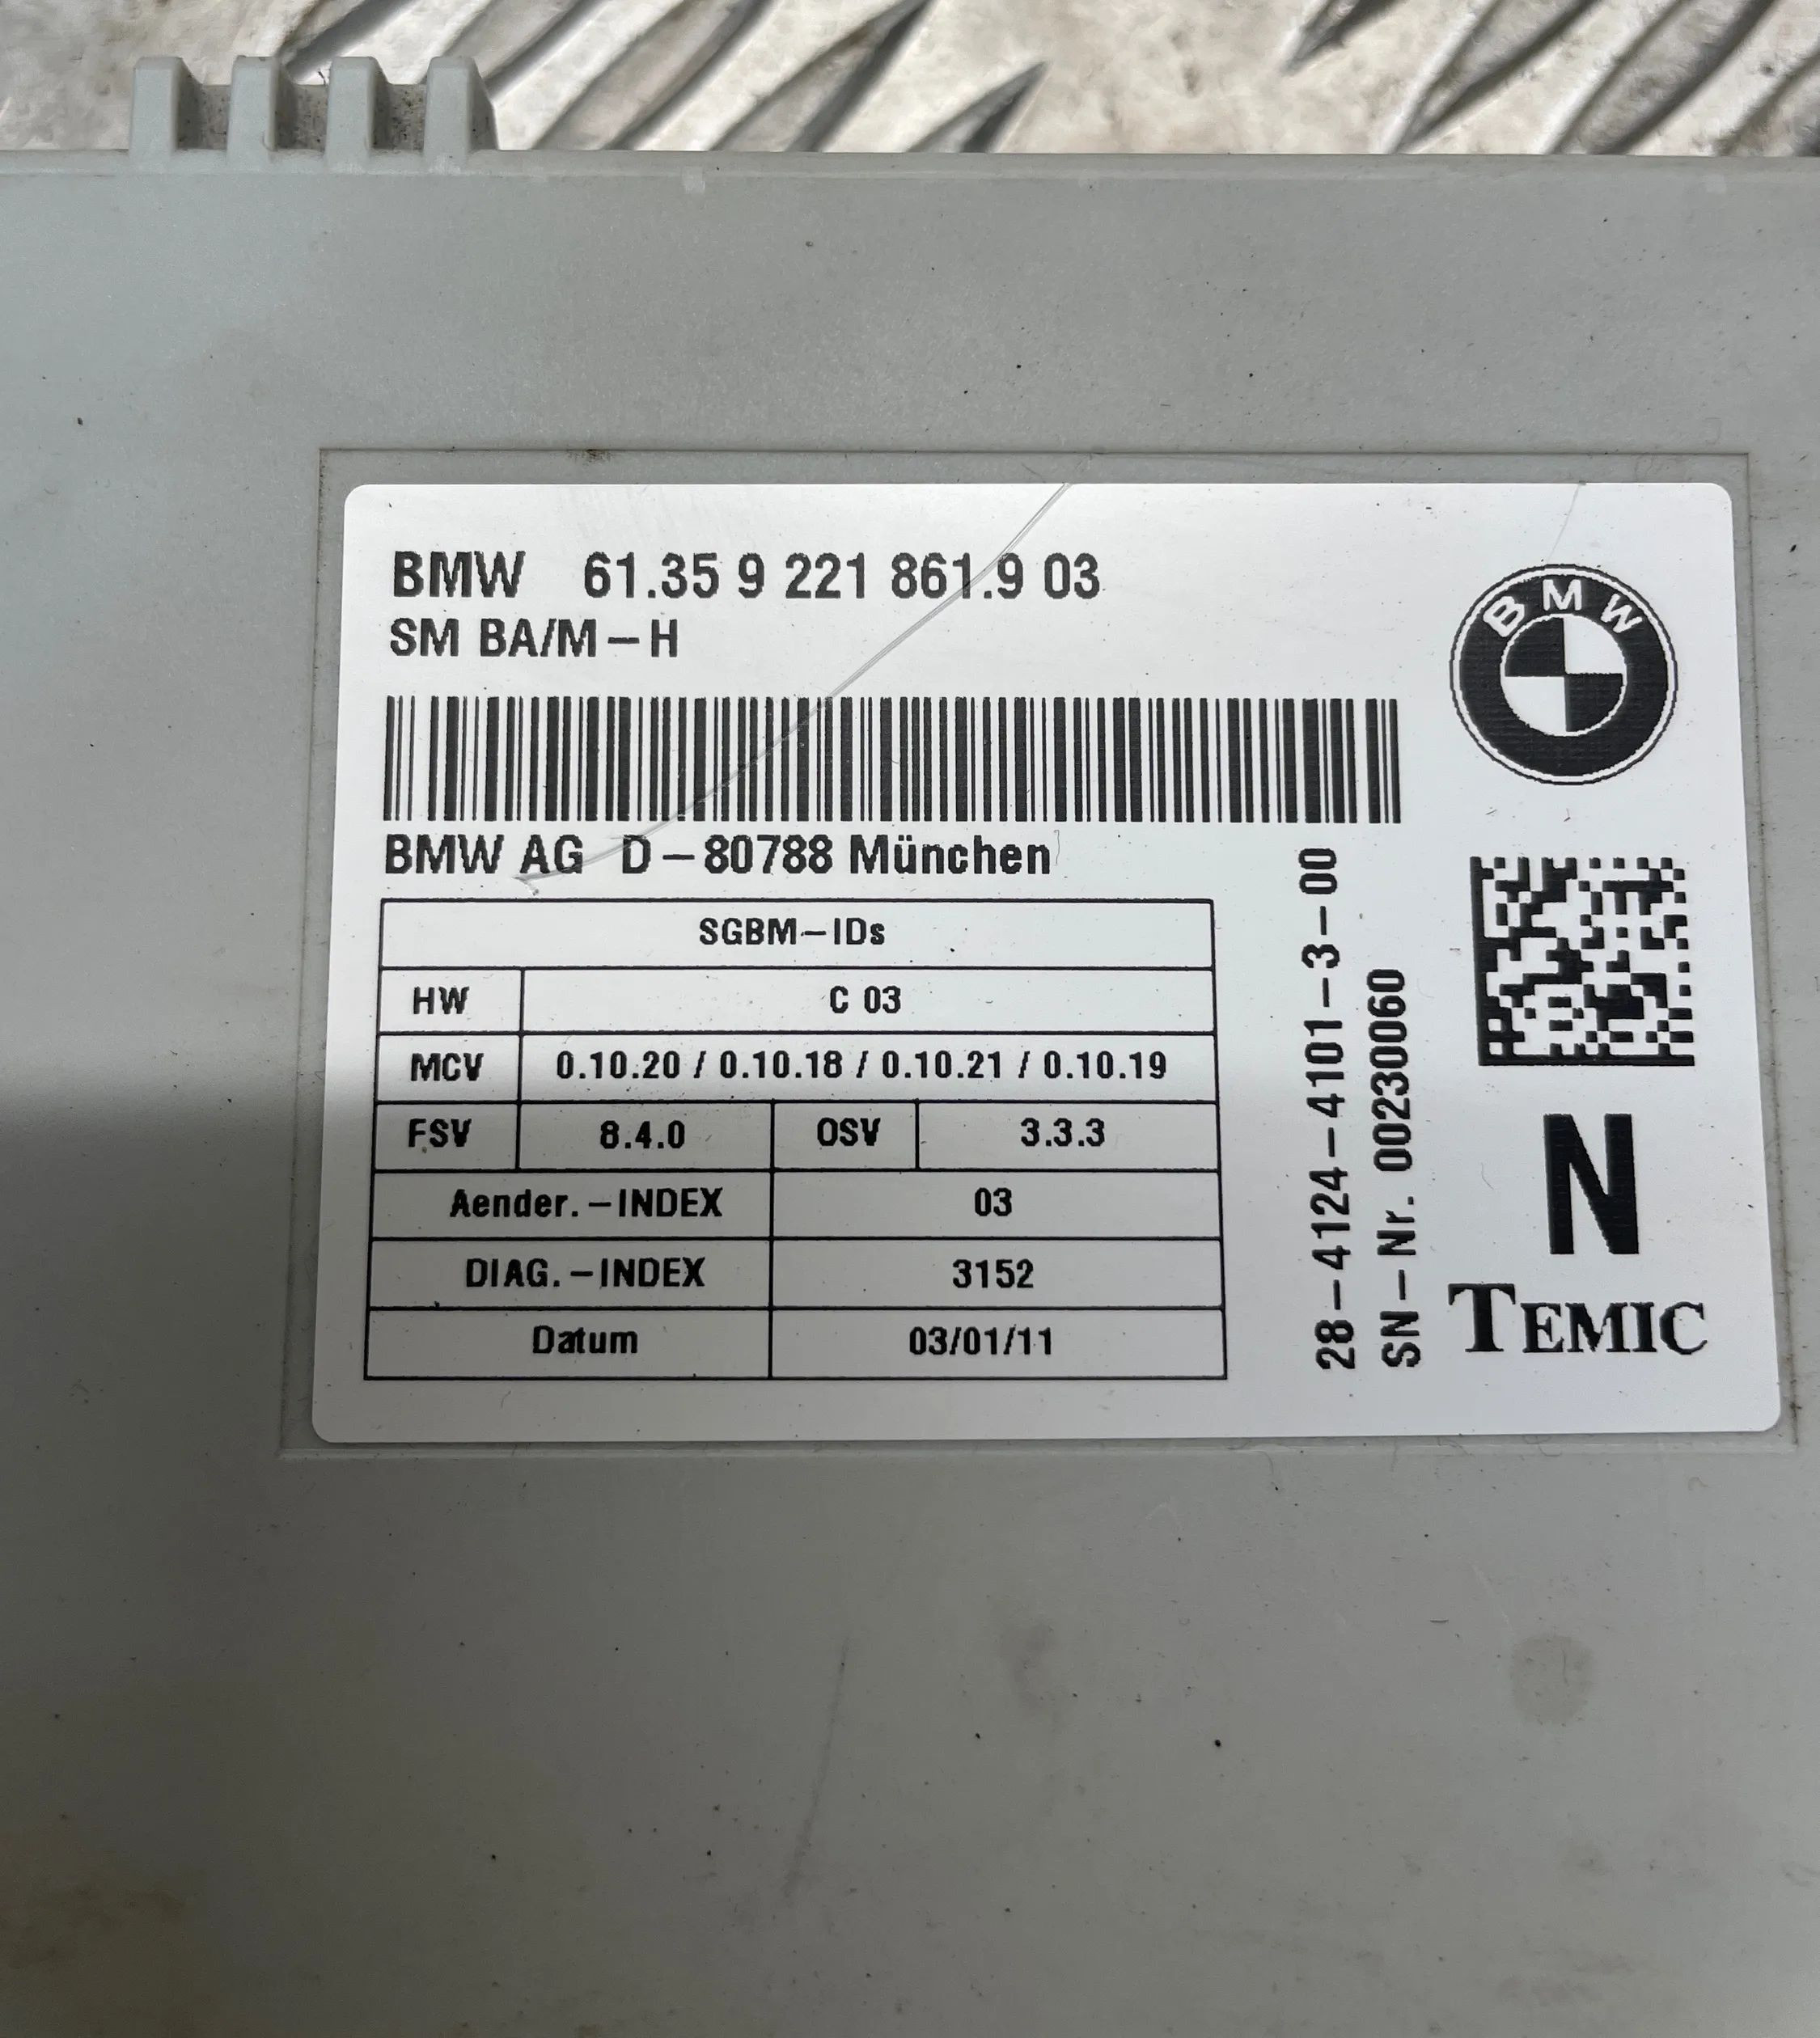 BMW 61.35 9 221 861.9 03
SM BA/M-H
BMW
BMW AG D-80788 München
SGBM-IDs
HW C 03
MCV 0.10.20 / 0.10.18 / 0.10.21 / 0.10.19
FSV 8.4.0 OSV 3.3.3
Aender.-INDEX 03
DIAG.-INDEX 3152
Datum 03/01/11
28-4124-4101-3-00
SN-Nr. 00230060
N
TEMIC